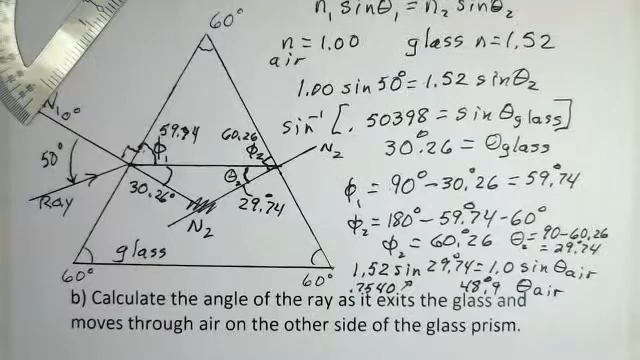 n₁ sinθ₁ = n₂ sinθ₂
n = 1.00 glass n = 1.52
air
1.00 sin 50° = 1.52 sinθ₂
sin⁻¹ [.50398 = sin θglass]
30.26° = θglass
ϕ₁ = 90° - 30.26° = 59.74°
ϕ₂ = 180° - 59.74° - 60°
ϕ₂ = 60.26° θ₂ = 90 - 60.26
= 29.74°
1.52 sin 29.74° = 1.0 sin θair
.7540 48.9° θair
60°
N₁
59.74 ϕ₁
60.26 ϕ₂
N₂
50°
Ray
30.26°
θ₂
29.74°
N₂
glass
60°
60°
b) Calculate the angle of the ray as it exits the glass and
moves through air on the other side of the glass prism.